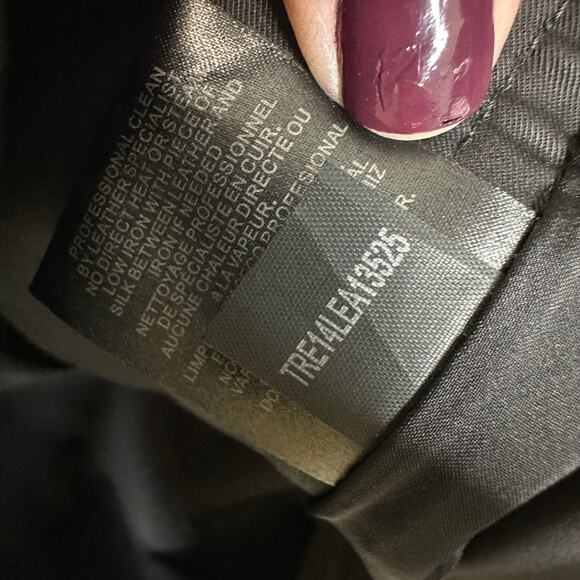 PROFESSIONAL CLEAN
BY LEATHER SPECIALIST.
NO DIRECT HEAT OR STEAM.
LOW IRON WITH PIECE OF
SILK BETWEEN LEATHER AND
IRON IF NEEDED
NETTOYAGE PROFESSIONNEL
DE SPECIALISTE EN CUIR.
AUCUNE CHALEUR DIRECTE OU
À LA VAPEUR.
PROFESSIONAL
TRE14LEA13525